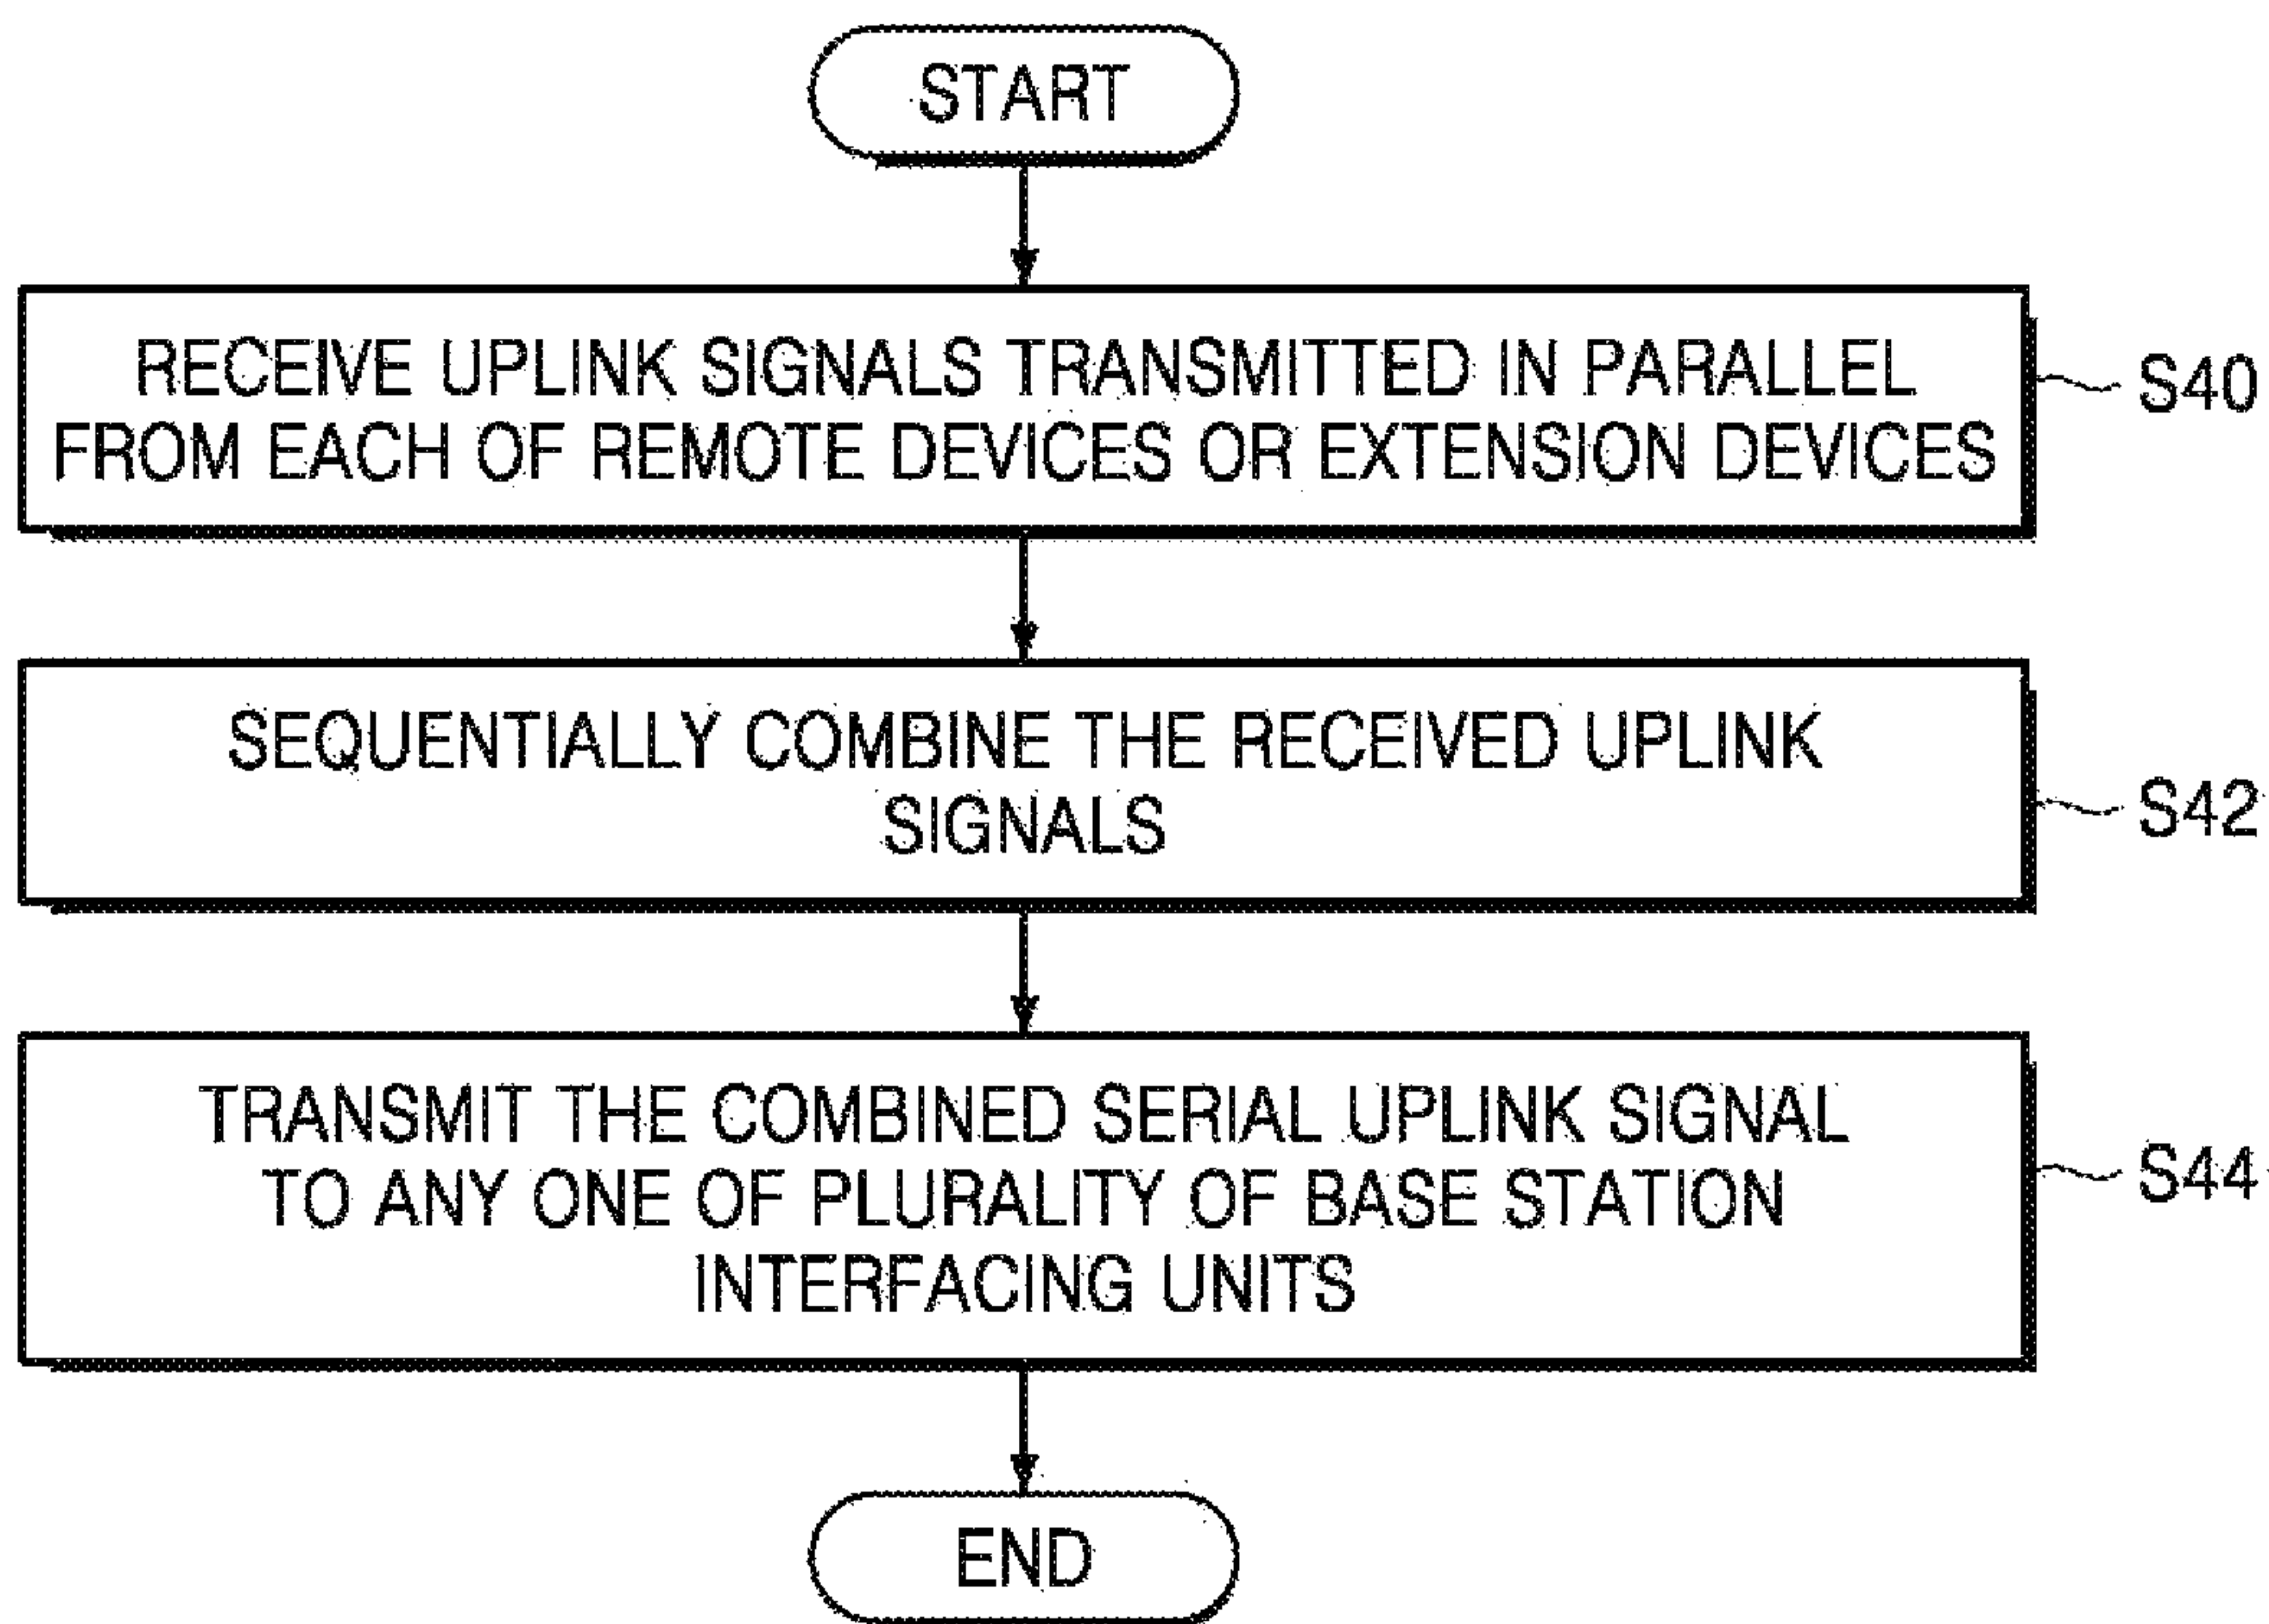 START
RECEIVE UPLINK SIGNALS TRANSMITTED IN PARALLEL
FROM EACH OF REMOTE DEVICES OR EXTENSION DEVICES
S40
SEQUENTIALLY COMBINE THE RECEIVED UPLINK
SIGNALS
S42
TRANSMIT THE COMBINED SERIAL UPLINK SIGNAL
TO ANY ONE OF PLURALITY OF BASE STATION
INTERFACING UNITS
S44
END